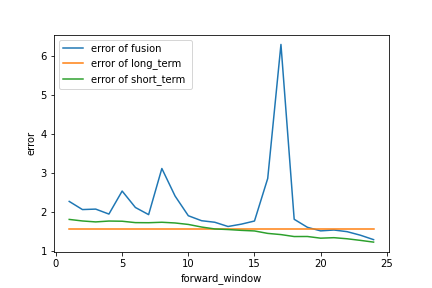 error of fusion
error of long_term
error of short_term
6
5
4
3
2
1
error
0
5
10
15
20
25
forward_window